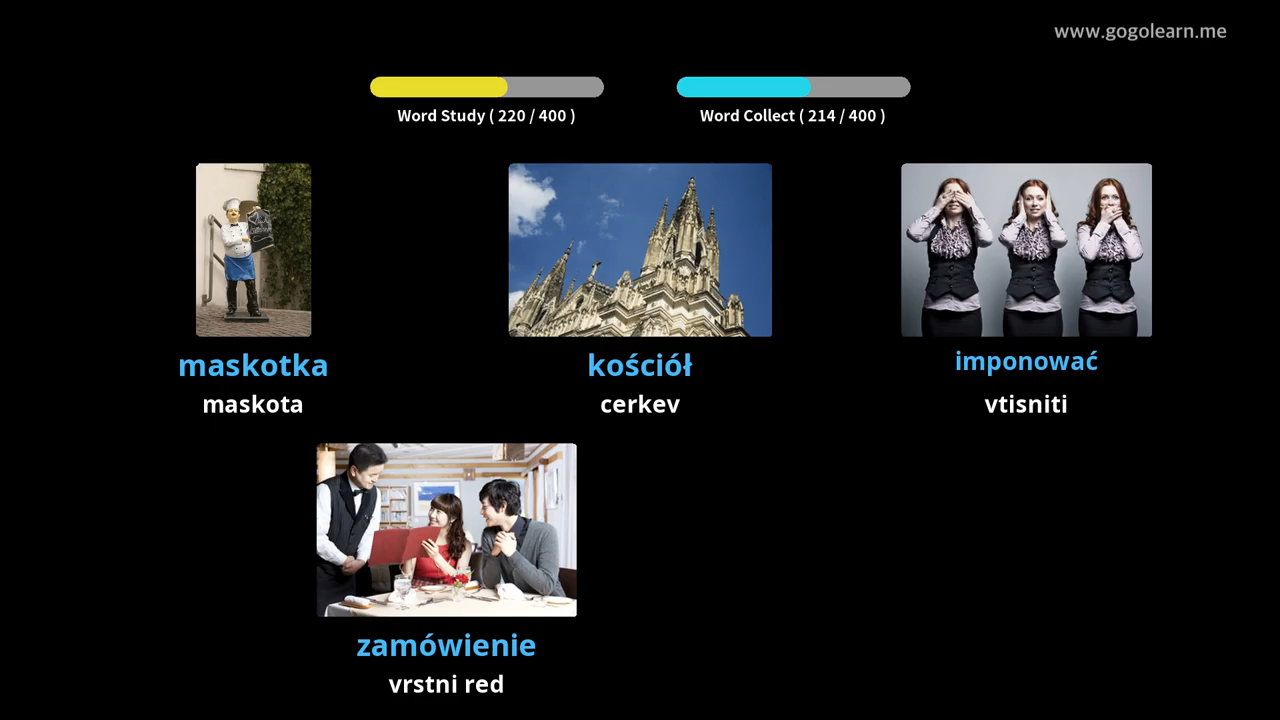 www.gogolearn.me
Word Study ( 220 / 400 )
Word Collect ( 214 / 400 )
maskotka
maskota
kościół
cerkev
imponować
vtisniti
zamówienie
vrstni red